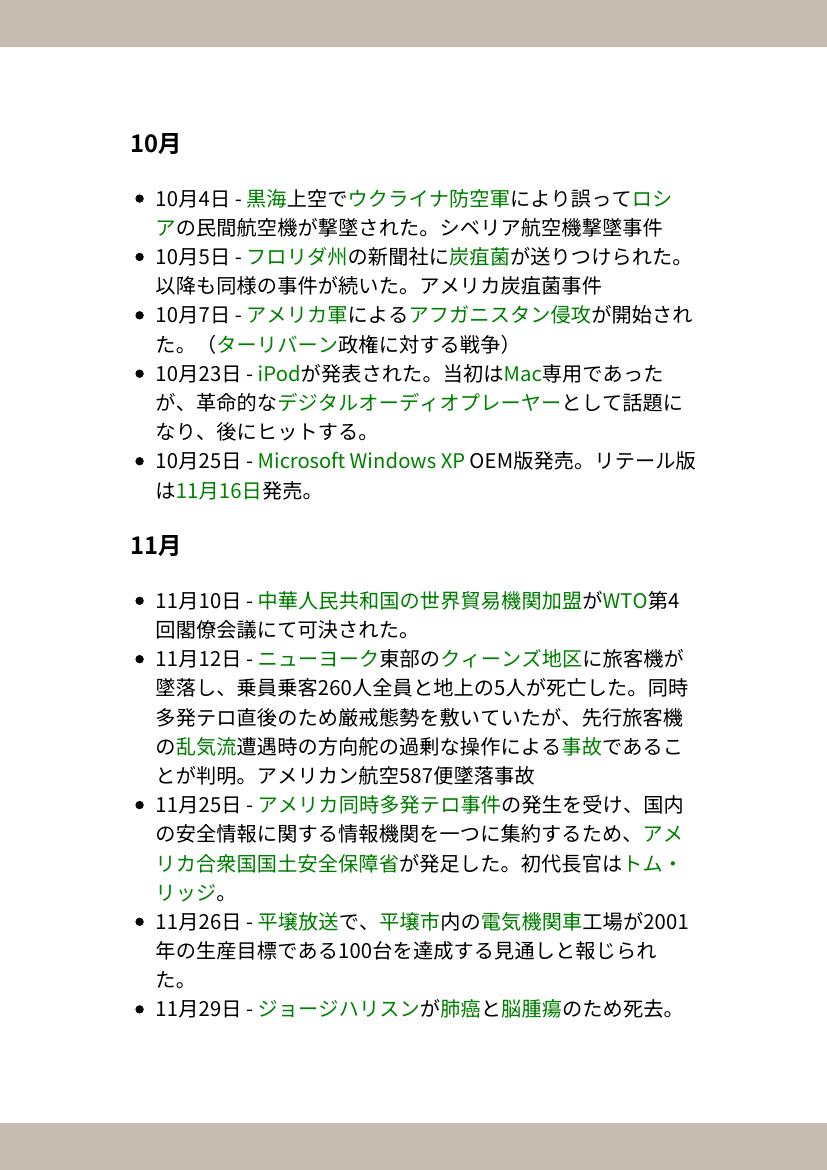 10月
10月4日 - 黒海上空でウクライナ防空軍により誤ってロシ
アの民間航空機が撃墜された。シベリア航空機撃墜事件
10月5日 - フロリダ州の新聞社に炭疽菌が送りつけられた。
以降も同様の事件が続いた。アメリカ炭疽菌事件
10月7日 - アメリカ軍によるアフガニスタン侵攻が開始され
た。（ターリバーン政権に対する戦争）
10月23日 - iPodが発表された。当初はMac専用であった
が、革命的なデジタルオーディオプレーヤーとして話題に
なり、後にヒットする。
10月25日 - Microsoft Windows XP OEM版発売。リテール版
は11月16日発売。
11月
11月10日 - 中華人民共和国の世界貿易機関加盟がWTO第4
回閣僚会議にて可決された。
11月12日 - ニューヨーク東部のクィーンズ地区に旅客機が
墜落し、乗員乗客260人全員と地上の5人が死亡した。同時
多発テロ直後のため厳戒態勢を敷いていたが、先行旅客機
の乱気流遭遇時の方向舵の過剰な操作による事故であるこ
とが判明。アメリカン航空587便墜落事故
11月25日 - アメリカ同時多発テロ事件の発生を受け、国内
の安全情報に関する情報機関を一つに集約するため、アメ
リカ合衆国国土安全保障省が発足した。初代長官はトム・
リッジ。
11月26日 - 平壌放送で、平壌市内の電気機関車工場が2001
年の生産目標である100台を達成する見通しと報じられ
た。
11月29日 - ジョージハリスンが肺癌と脳腫瘍のため死去。